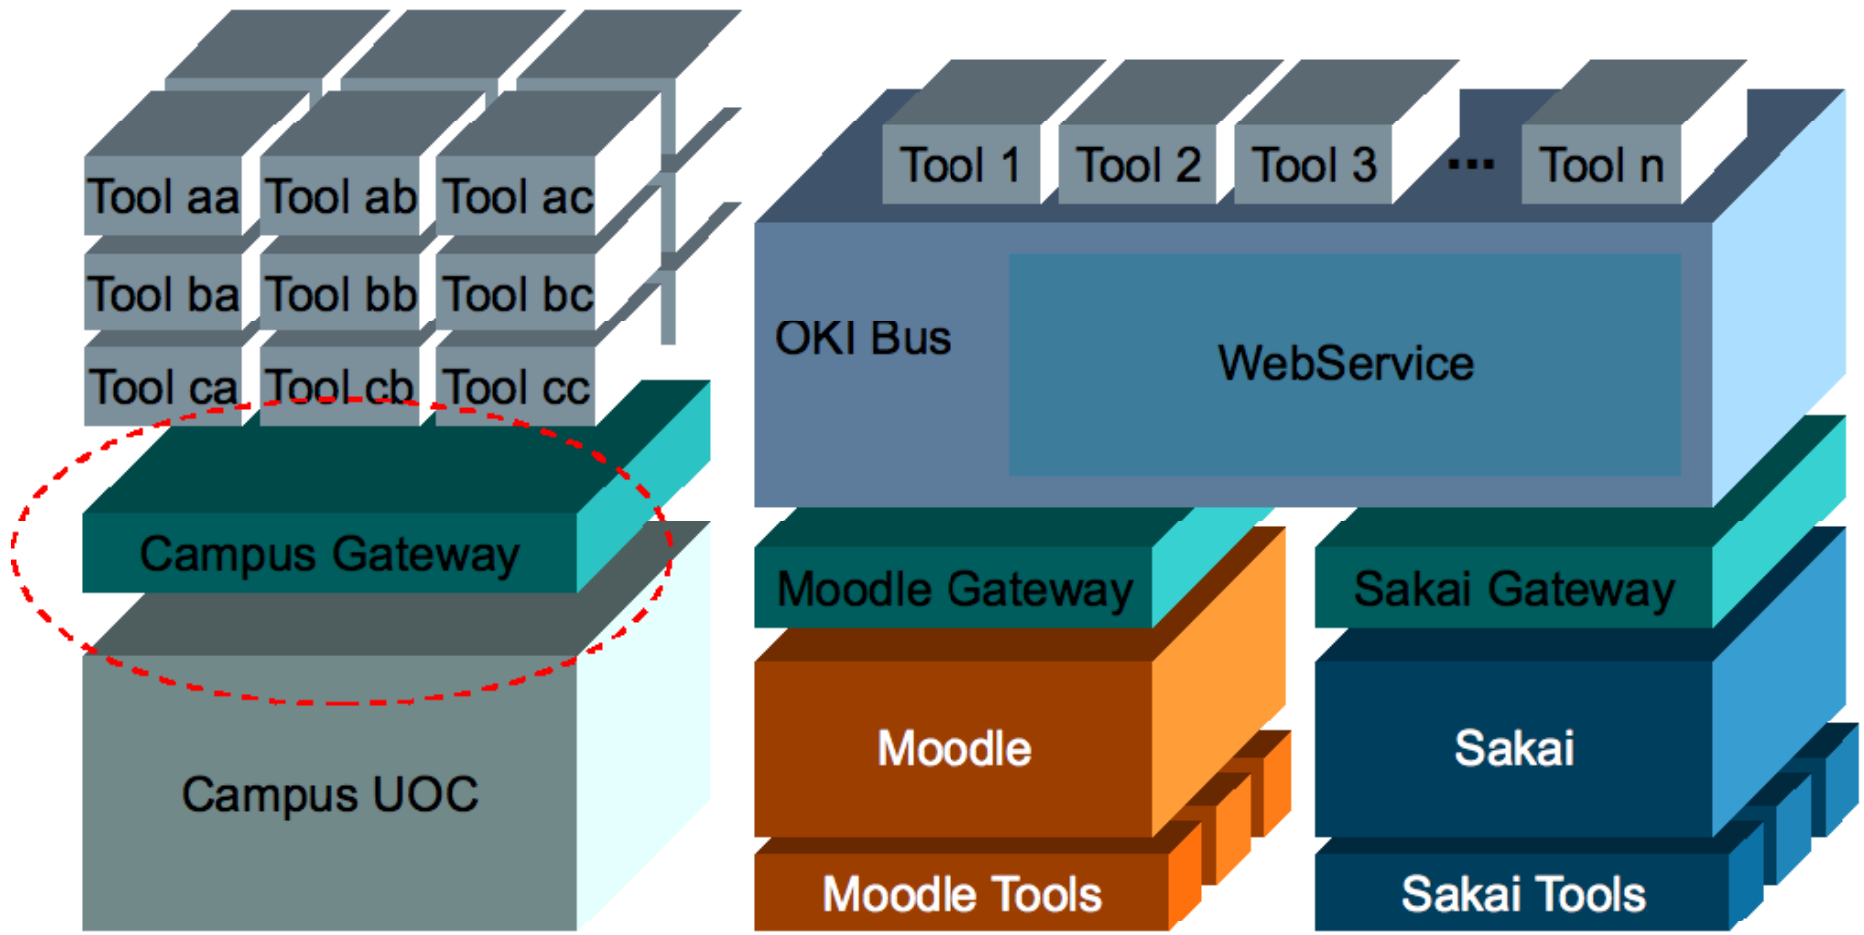 Tool aa
Tool ab
Tool ac
Tool ba
Tool bb
Tool bc
Tool ca
Tool cb
Tool cc
Campus Gateway
Campus UOC
Tool 1
Tool 2
Tool 3
...
Tool n
OKI Bus
WebService
Moodle Gateway
Sakai Gateway
Moodle
Sakai
Moodle Tools
Sakai Tools